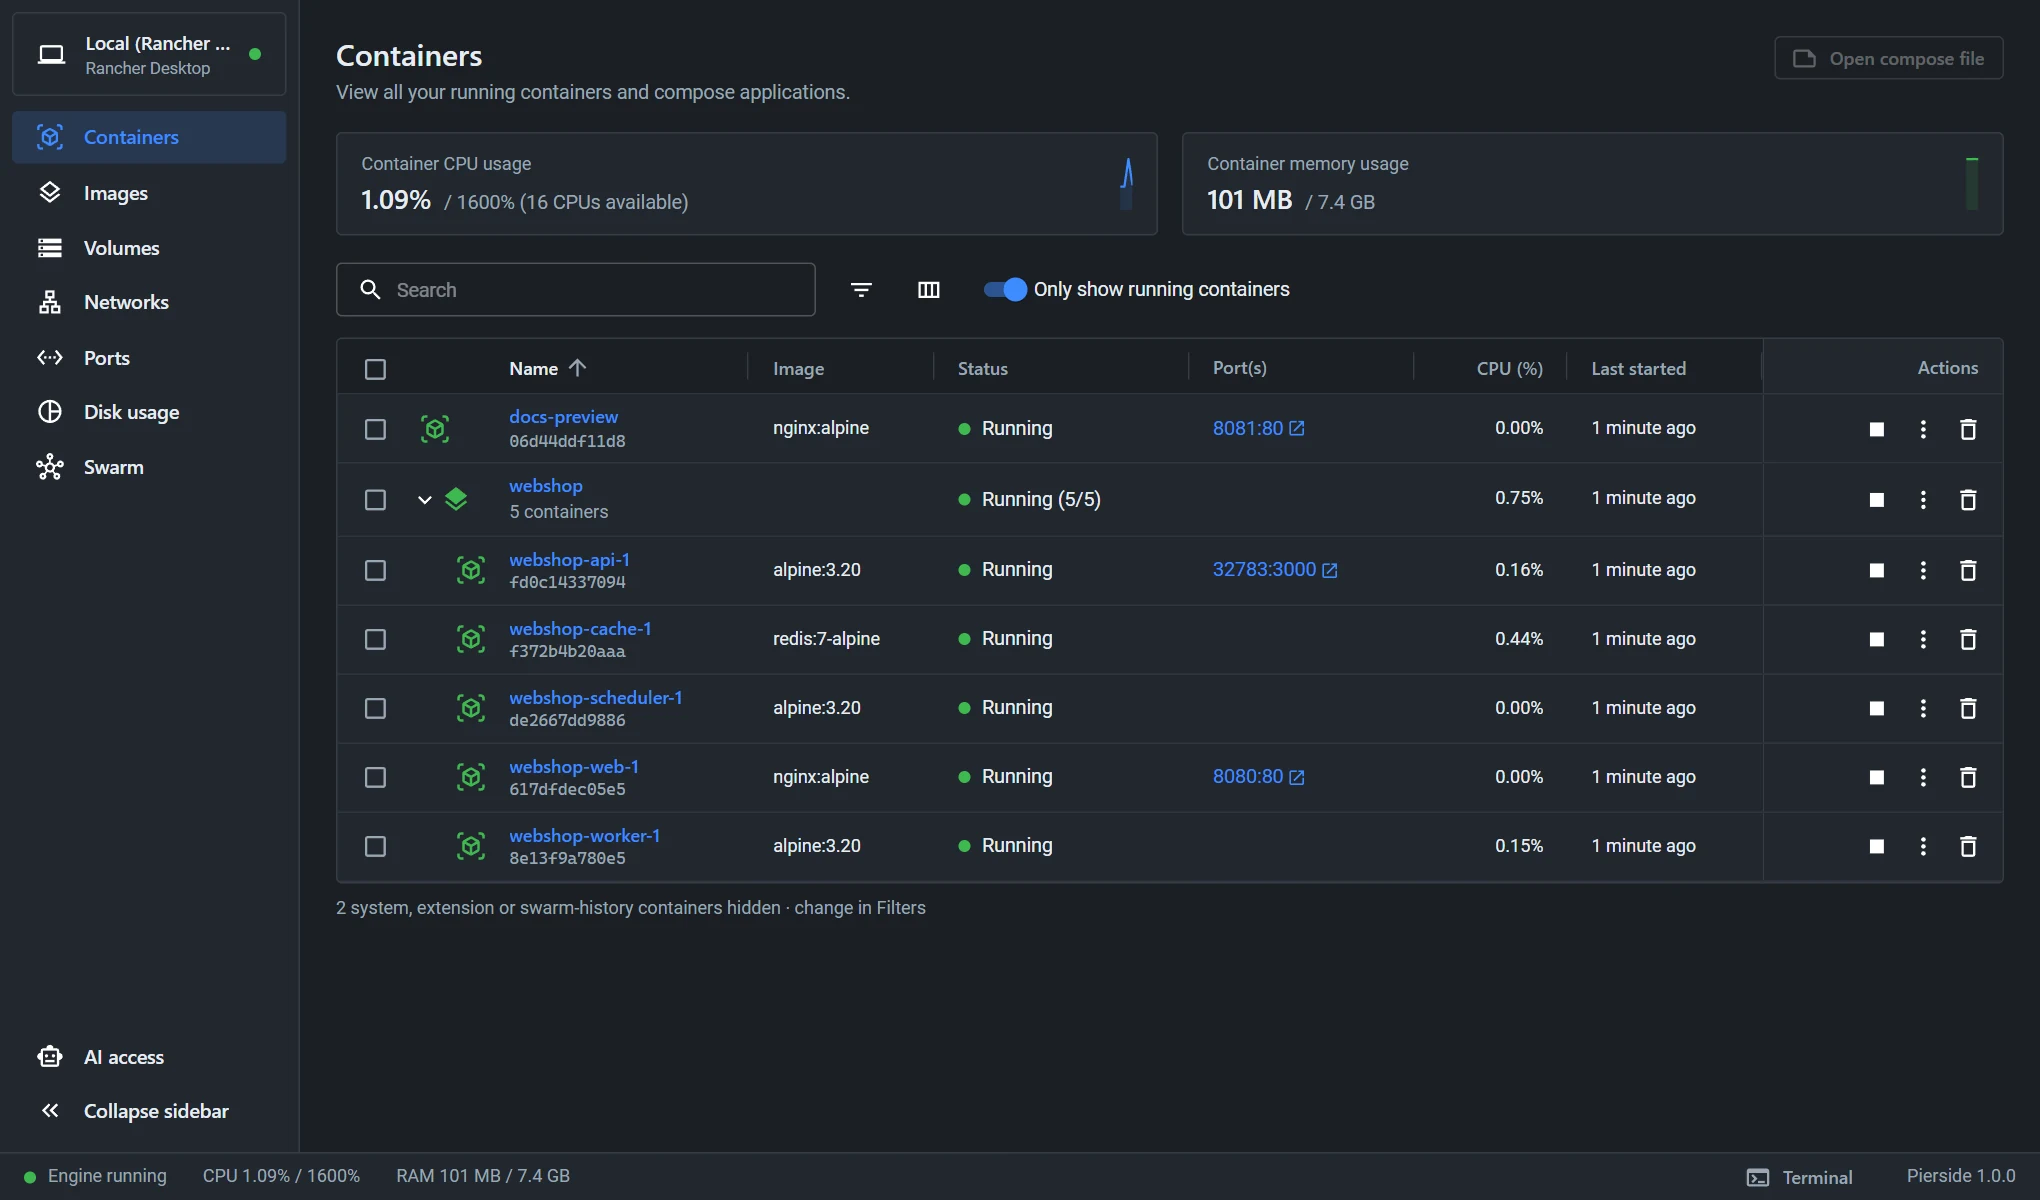 Local (Rancher ...
Rancher Desktop
Containers
Images
Volumes
Networks
Ports
Disk usage
Swarm
AI access
Collapse sidebar
Containers
View all your running containers and compose applications.
Open compose file
Container CPU usage
1.09% / 1600% (16 CPUs available)
Container memory usage
101 MB / 7.4 GB
Search
Only show running containers
Name Image Status Port(s) CPU (%) Last started Actions
docs-preview
06d44ddf11d8
nginx:alpine Running 8081:80 0.00% 1 minute ago
webshop
5 containers
Running (5/5) 0.75% 1 minute ago
webshop-api-1
fd0c14337094
alpine:3.20 Running 32783:3000 0.16% 1 minute ago
webshop-cache-1
f372b4b20aaa
redis:7-alpine Running 0.44% 1 minute ago
webshop-scheduler-1
de2667dd9886
alpine:3.20 Running 0.00% 1 minute ago
webshop-web-1
617dfdec05e5
nginx:alpine Running 8080:80 0.00% 1 minute ago
webshop-worker-1
8e13f9a780e5
alpine:3.20 Running 0.15% 1 minute ago
2 system, extension or swarm-history containers hidden · change in Filters
Engine running CPU 1.09% / 1600% RAM 101 MB / 7.4 GB Terminal Pierside 1.0.0